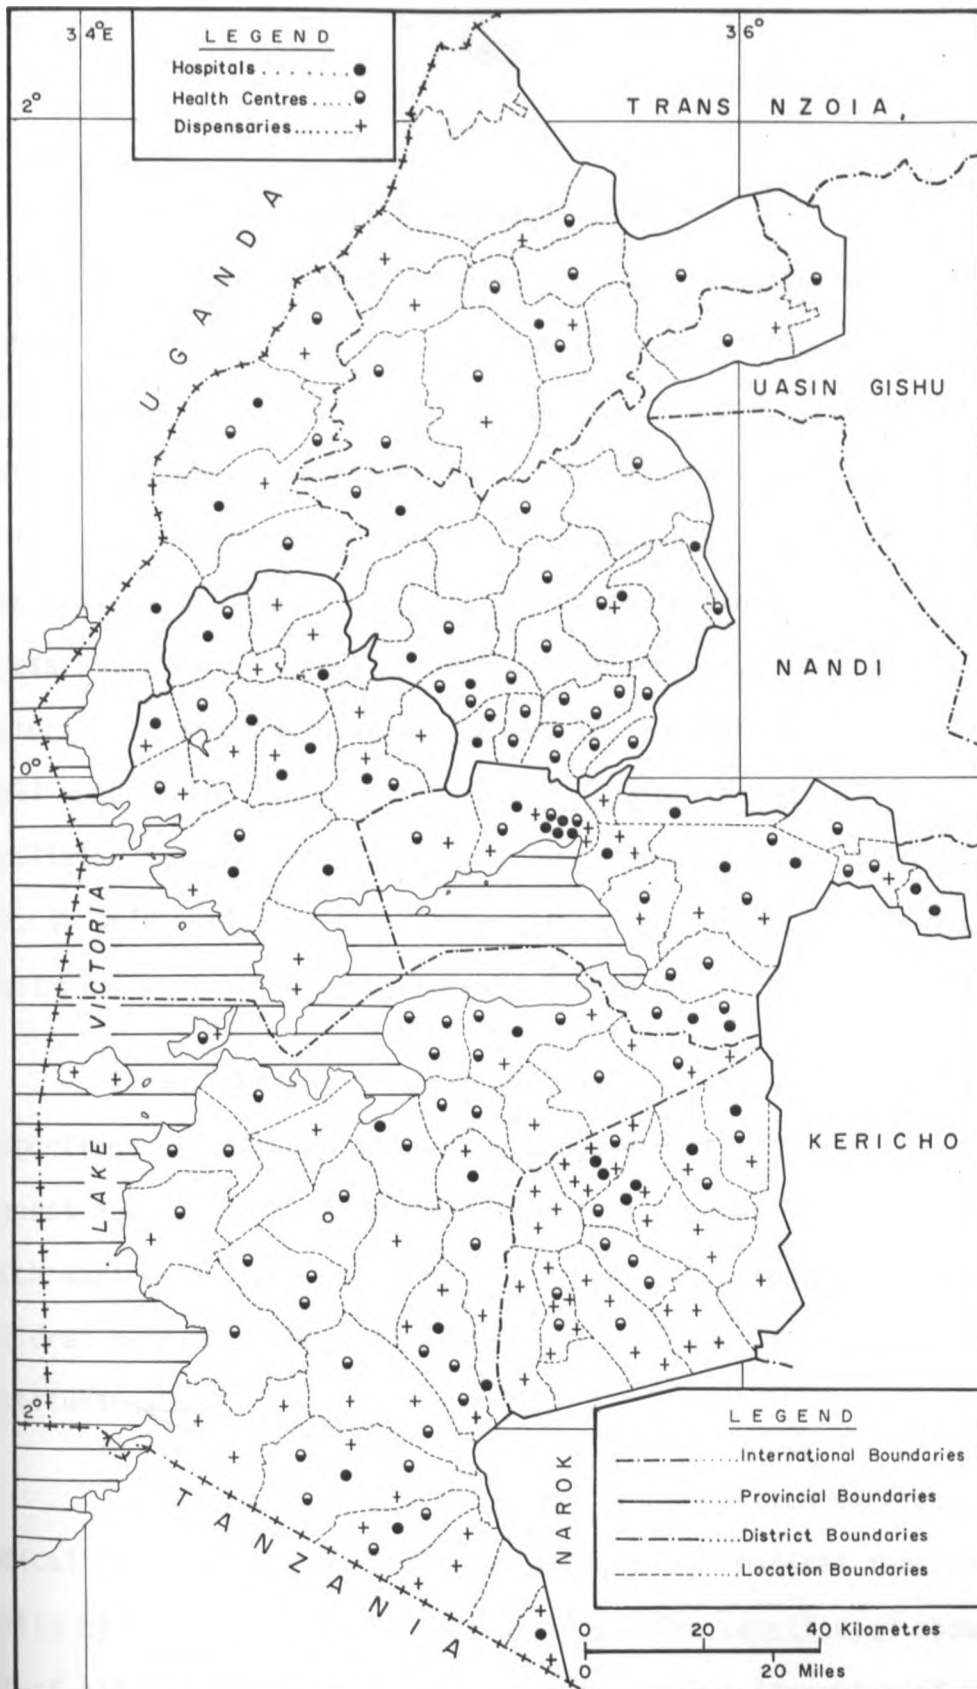 34°E
36°
LEGEND
Hospitals . . . . . . .
Health Centres . . . .
Dispensaries.......
2°
TRANS NZOIA,
UGANDA
UASIN GISHU
NANDI
0°
LAKE VICTORIA
KERICHO
2°
TANZANIA
NAROK
LEGEND
International Boundaries
Provincial Boundaries
District Boundaries
Location Boundaries
0 20 40 Kilometres
0 20 Miles